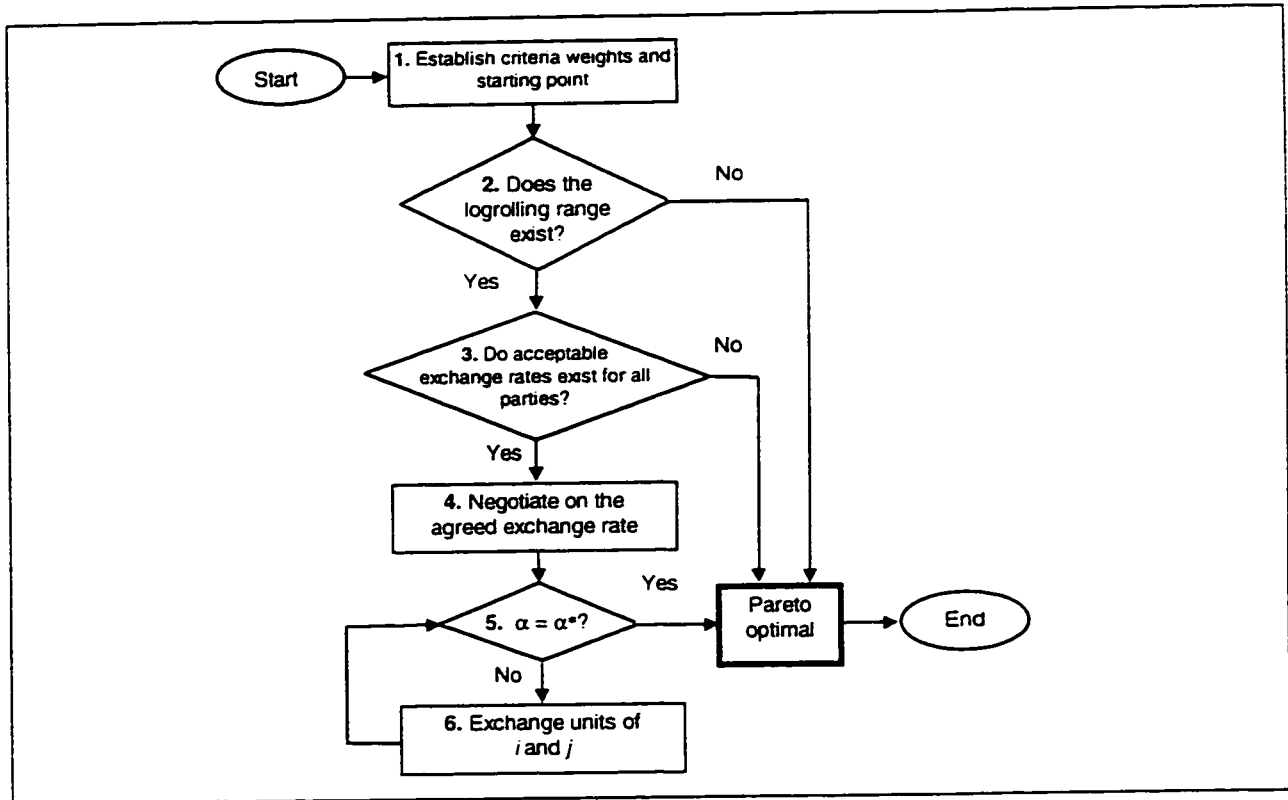 Start
1. Establish criteria weights and
starting point
2. Does the
logrolling range
exist?
No
Yes
3. Do acceptable
exchange rates exist for all
parties?
No
Yes
4. Negotiate on the
agreed exchange rate
5. α = α*?
Yes
Pareto
optimal
End
No
6. Exchange units of
i and j